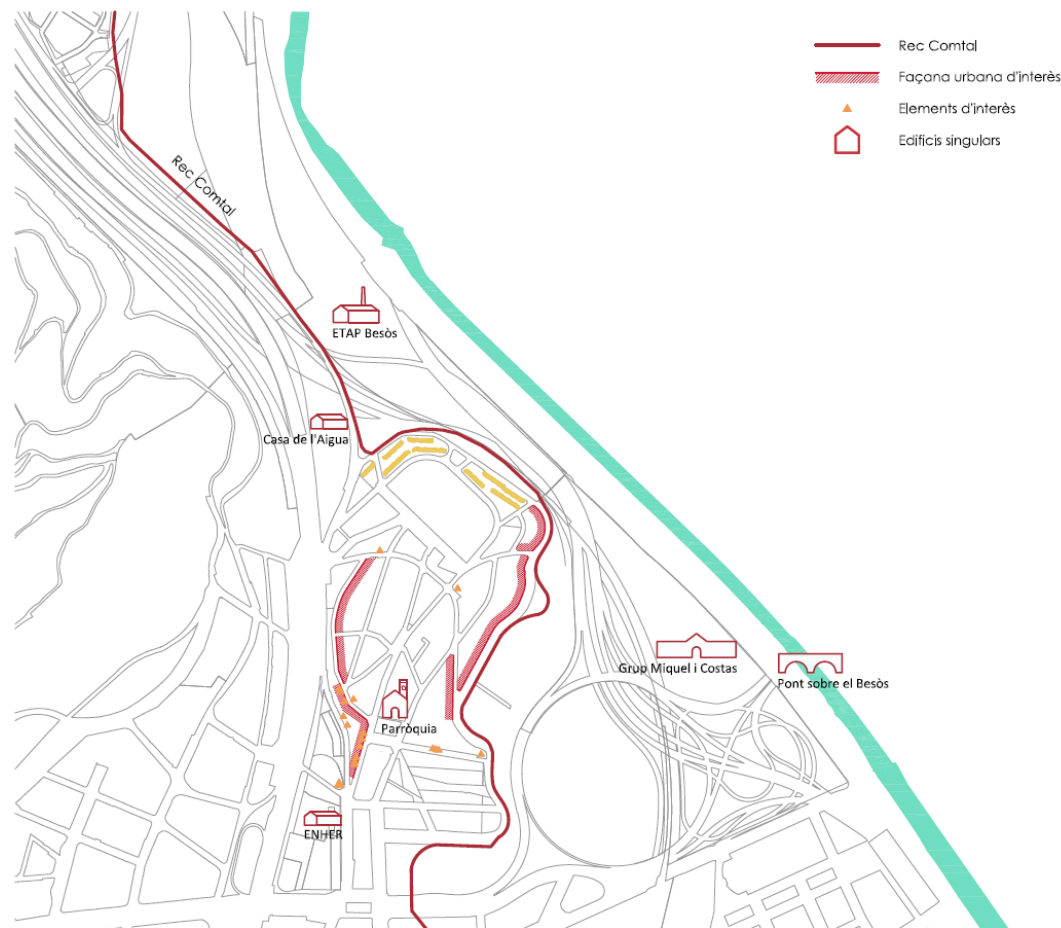 Rec Comtal
Façana urbana d'interès
Elements d'interès
Edificis singulars
Rec Comtal
ETAP Besòs
Casa de l'Aigua
Grup Miquel i Costas
Pont sobre el Besòs
Parròquia
ENHER